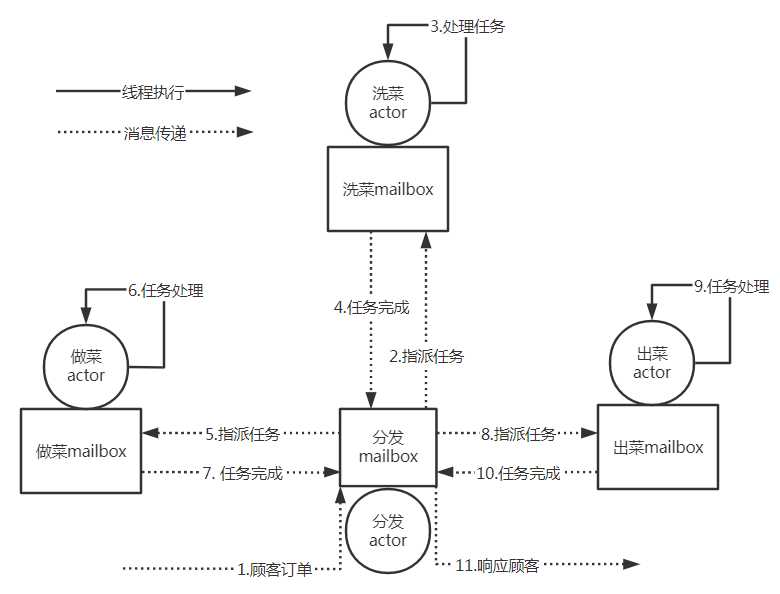 3.处理任务
洗菜
actor
线程执行
消息传递
洗菜mailbox
6.任务处理
9.任务处理
4.任务完成
2.指派任务
做菜
actor
出菜
actor
5.指派任务
分发
mailbox
8.指派任务
做菜mailbox
出菜mailbox
7. 任务完成
10.任务完成
分发
actor
1.顾客订单
11.响应顾客